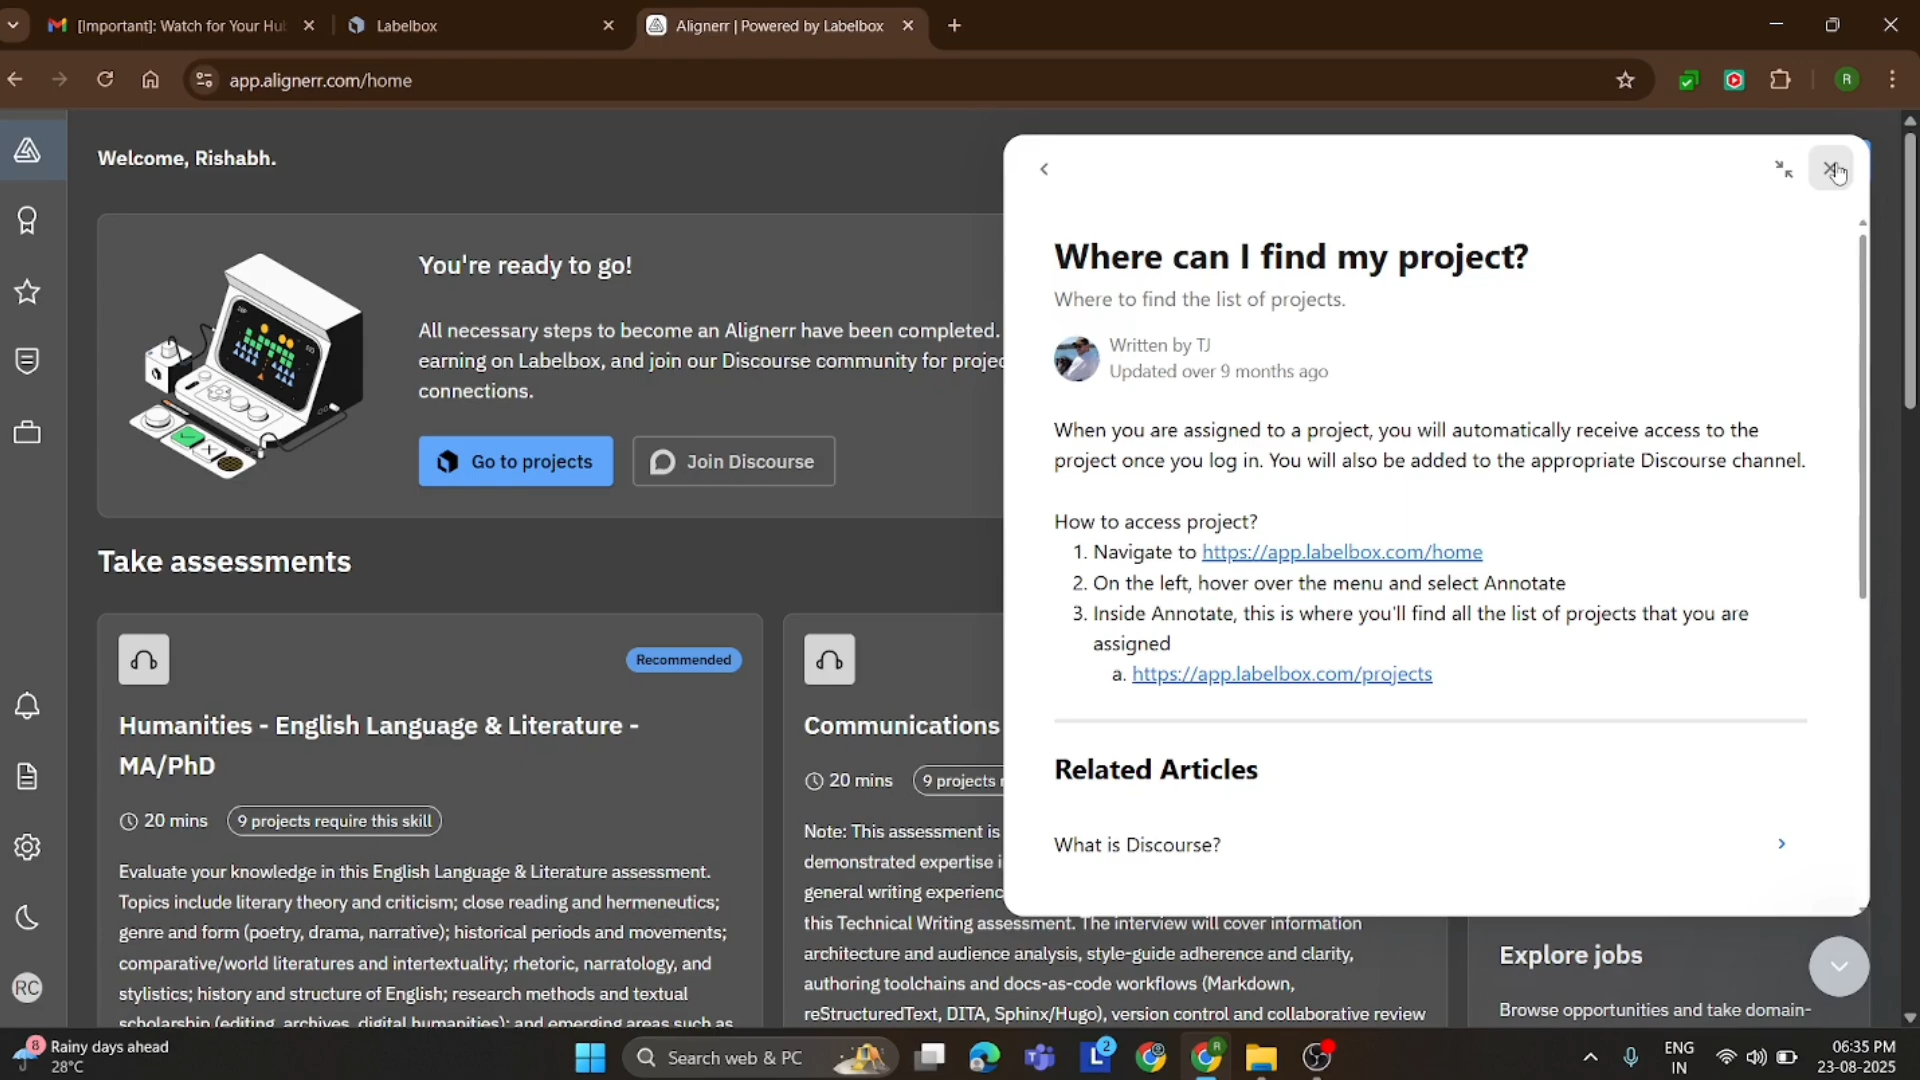 [Important]: Watch for Your Hu
Labelbox
Alignerr | Powered by Labelbox
app.alignerr.com/home
R
Welcome, Rishabh.
You're ready to go!
All necessary steps to become an Alignerr have been completed.
earning on Labelbox, and join our Discourse community for projec
connections.
Go to projects
Join Discourse
Take assessments
Recommended
Humanities - English Language & Literature -
MA/PhD
20 mins
9 projects require this skill
Evaluate your knowledge in this English Language & Literature assessment.
Topics include literary theory and criticism; close reading and hermeneutics;
genre and form (poetry, drama, narrative); historical periods and movements;
comparative/world literatures and intertextuality; rhetoric, narratology, and
stylistics; history and structure of English; research methods and textual
scholarship (editing, archives, digital humanities); and emerging areas such as
Communications
20 mins
9 projects r
Note: This assessment is
demonstrated expertise i
general writing experienc
this Technical Writing assessment. The interview will cover information
architecture and audience analysis, style-guide adherence and clarity,
authoring toolchains and docs-as-code workflows (Markdown,
reStructuredText, DITA, Sphinx/Hugo), version control and collaborative review
Where can I find my project?
Where to find the list of projects.
Written by TJ
Updated over 9 months ago
When you are assigned to a project, you will automatically receive access to the
project once you log in. You will also be added to the appropriate Discourse channel.
How to access project?
1. Navigate to https://app.labelbox.com/home
2. On the left, hover over the menu and select Annotate
3. Inside Annotate, this is where you'll find all the list of projects that you are
assigned
a. https://app.labelbox.com/projects
Related Articles
What is Discourse?
Explore jobs
Browse opportunities and take domain-
RC
8
Rainy days ahead
28°C
Search web & PC
L
2
R
ENG
IN
06:35 PM
23-08-2025